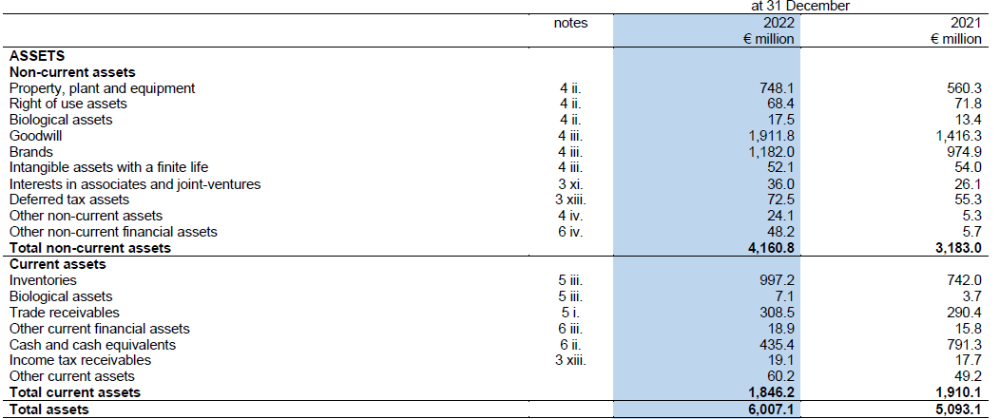 at 31 December
notes 2022 2021
€ million € million
ASSETS
Non-current assets
Property, plant and equipment 4 ii. 748.1 560.3
Right of use assets 4 ii. 68.4 71.8
Biological assets 4 ii. 17.5 13.4
Goodwill 4 iii. 1,911.8 1,416.3
Brands 4 iii. 1,182.0 974.9
Intangible assets with a finite life 4 iii. 52.1 54.0
Interests in associates and joint-ventures 3 xi. 36.0 26.1
Deferred tax assets 3 xiii. 72.5 55.3
Other non-current assets 4 iv. 24.1 5.3
Other non-current financial assets 6 iv. 48.2 5.7
Total non-current assets 4,160.8 3,183.0
Current assets
Inventories 5 iii. 997.2 742.0
Biological assets 5 iii. 7.1 3.7
Trade receivables 5 i. 308.5 290.4
Other current financial assets 6 iii. 18.9 15.8
Cash and cash equivalents 6 ii. 435.4 791.3
Income tax receivables 3 xiii. 19.1 17.7
Other current assets 60.2 49.2
Total current assets 1,846.2 1,910.1
Total assets 6,007.1 5,093.1